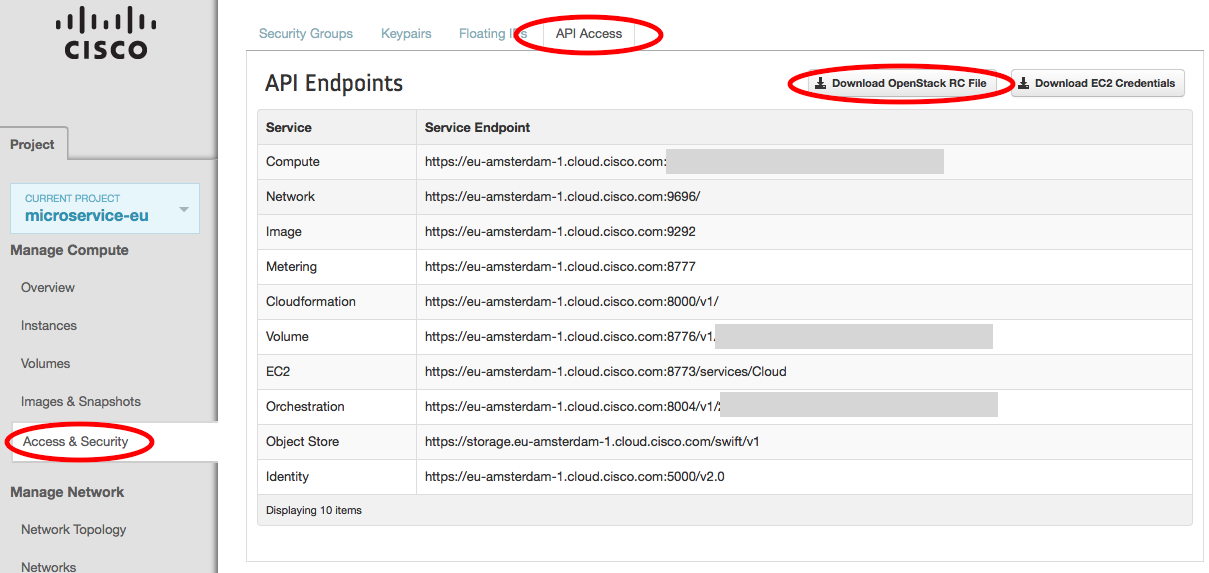 CISCO
Project
CURRENT PROJECT
microservice-eu
Manage Compute
Overview
Instances
Volumes
Images & Snapshots
Access & Security
Manage Network
Network Topology
Networks
Security Groups Keypairs Floating IPs API Access
API Endpoints
Download OpenStack RC File Download EC2 Credentials
Service Service Endpoint
Compute https://eu-amsterdam-1.cloud.cisco.com:
Network https://eu-amsterdam-1.cloud.cisco.com:9696/
Image https://eu-amsterdam-1.cloud.cisco.com:9292
Metering https://eu-amsterdam-1.cloud.cisco.com:8777
Cloudformation https://eu-amsterdam-1.cloud.cisco.com:8000/v1/
Volume https://eu-amsterdam-1.cloud.cisco.com:8776/v1/
EC2 https://eu-amsterdam-1.cloud.cisco.com:8773/services/Cloud
Orchestration https://eu-amsterdam-1.cloud.cisco.com:8004/v1/
Object Store https://storage.eu-amsterdam-1.cloud.cisco.com/swift/v1
Identity https://eu-amsterdam-1.cloud.cisco.com:5000/v2.0
Displaying 10 items